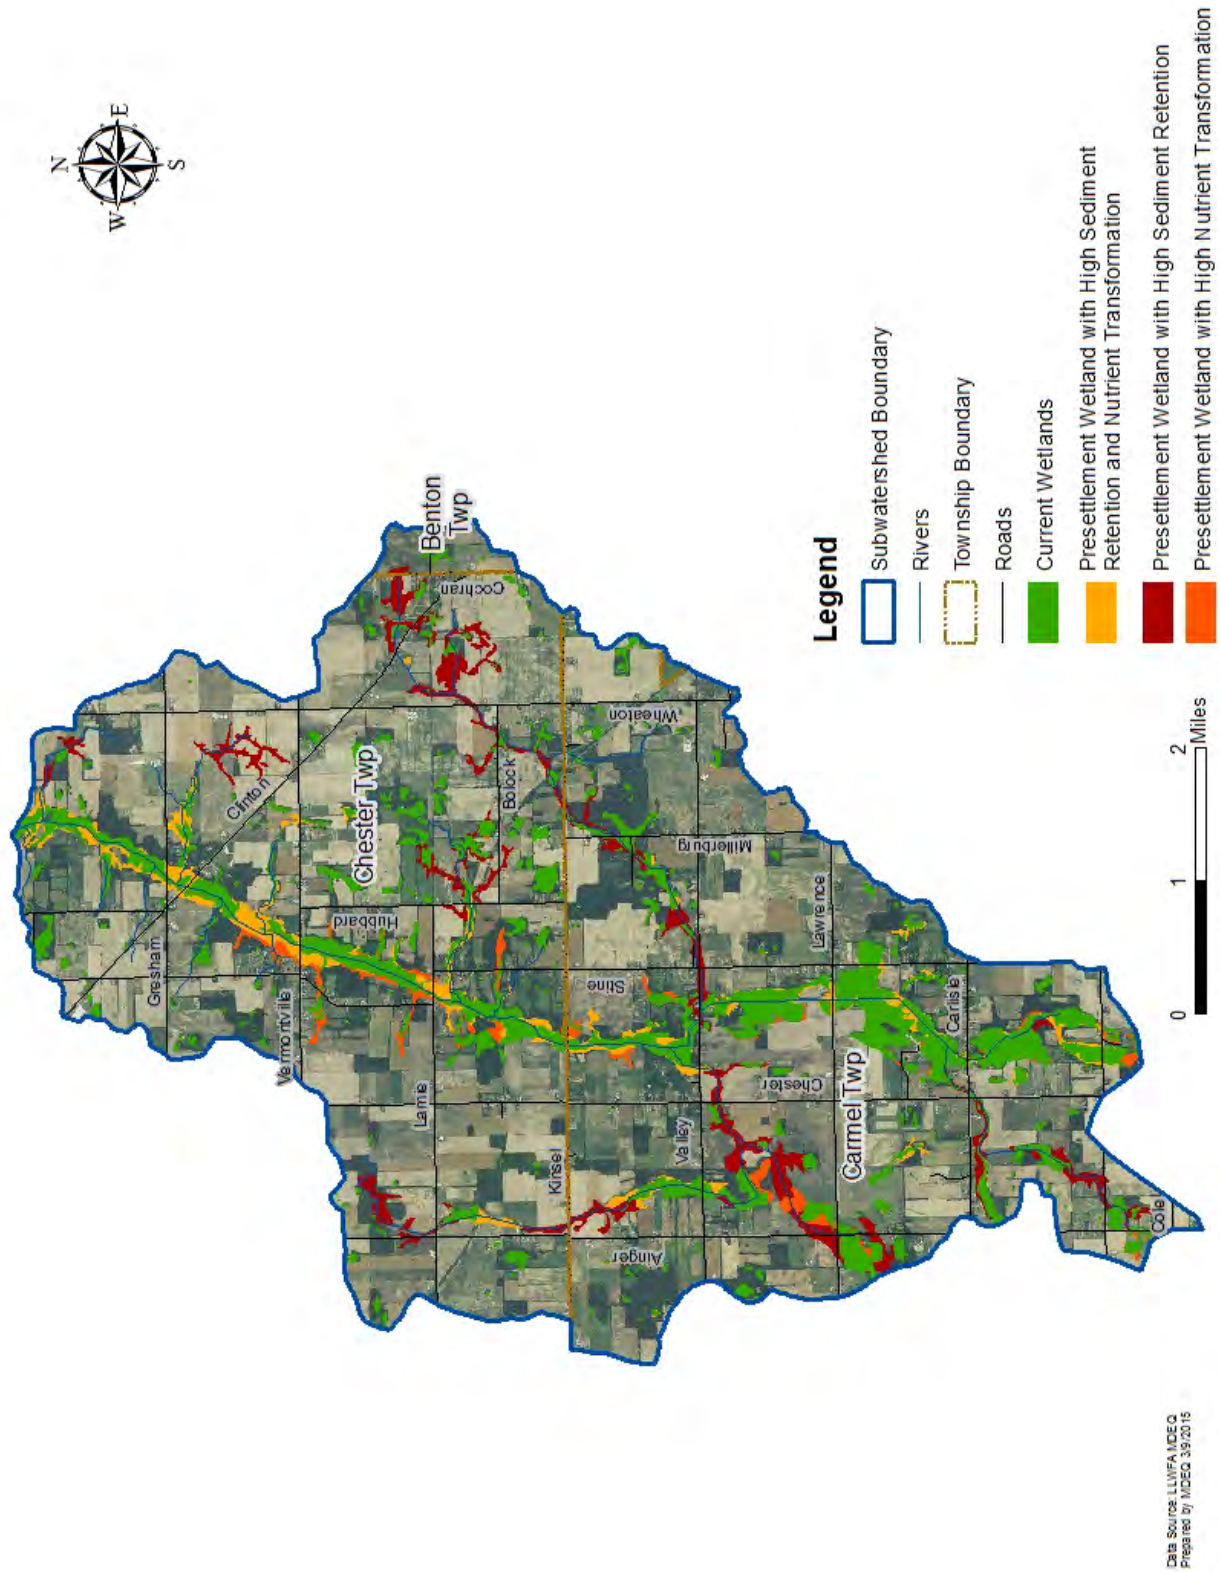 N
W
E
S
Benton
Twp
Cochran
Clinton
Chester Twp
Wheaton
Bolock
Gresham
Hubbard
Millerburg
Vermontville
Lawrence
Stine
Lamie
Carlisle
Chester
Kinsel
Valley
Carmel Twp
Ainger
Cole
Legend
Subwatershed Boundary
Rivers
Township Boundary
Roads
Current Wetlands
Presettlement Wetland with High Sediment
Retention and Nutrient Transformation
Presettlement Wetland with High Sediment Retention
Presettlement Wetland with High Nutrient Transformation
0 1 2
Miles
Data Source: LLWFA MDEQ
Prepared by MDEQ 3/9/2015